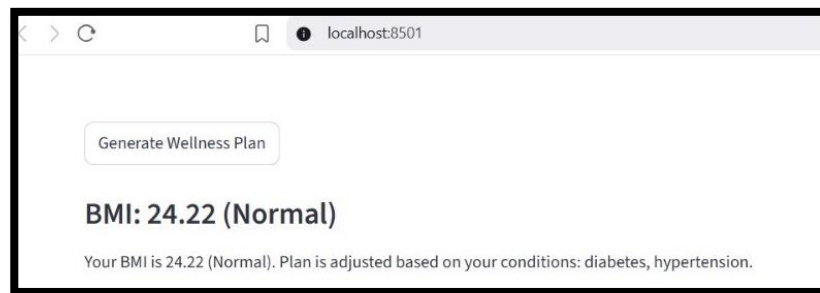 localhost:8501
Generate Wellness Plan
BMI: 24.22 (Normal)
Your BMI is 24.22 (Normal). Plan is adjusted based on your conditions: diabetes, hypertension.